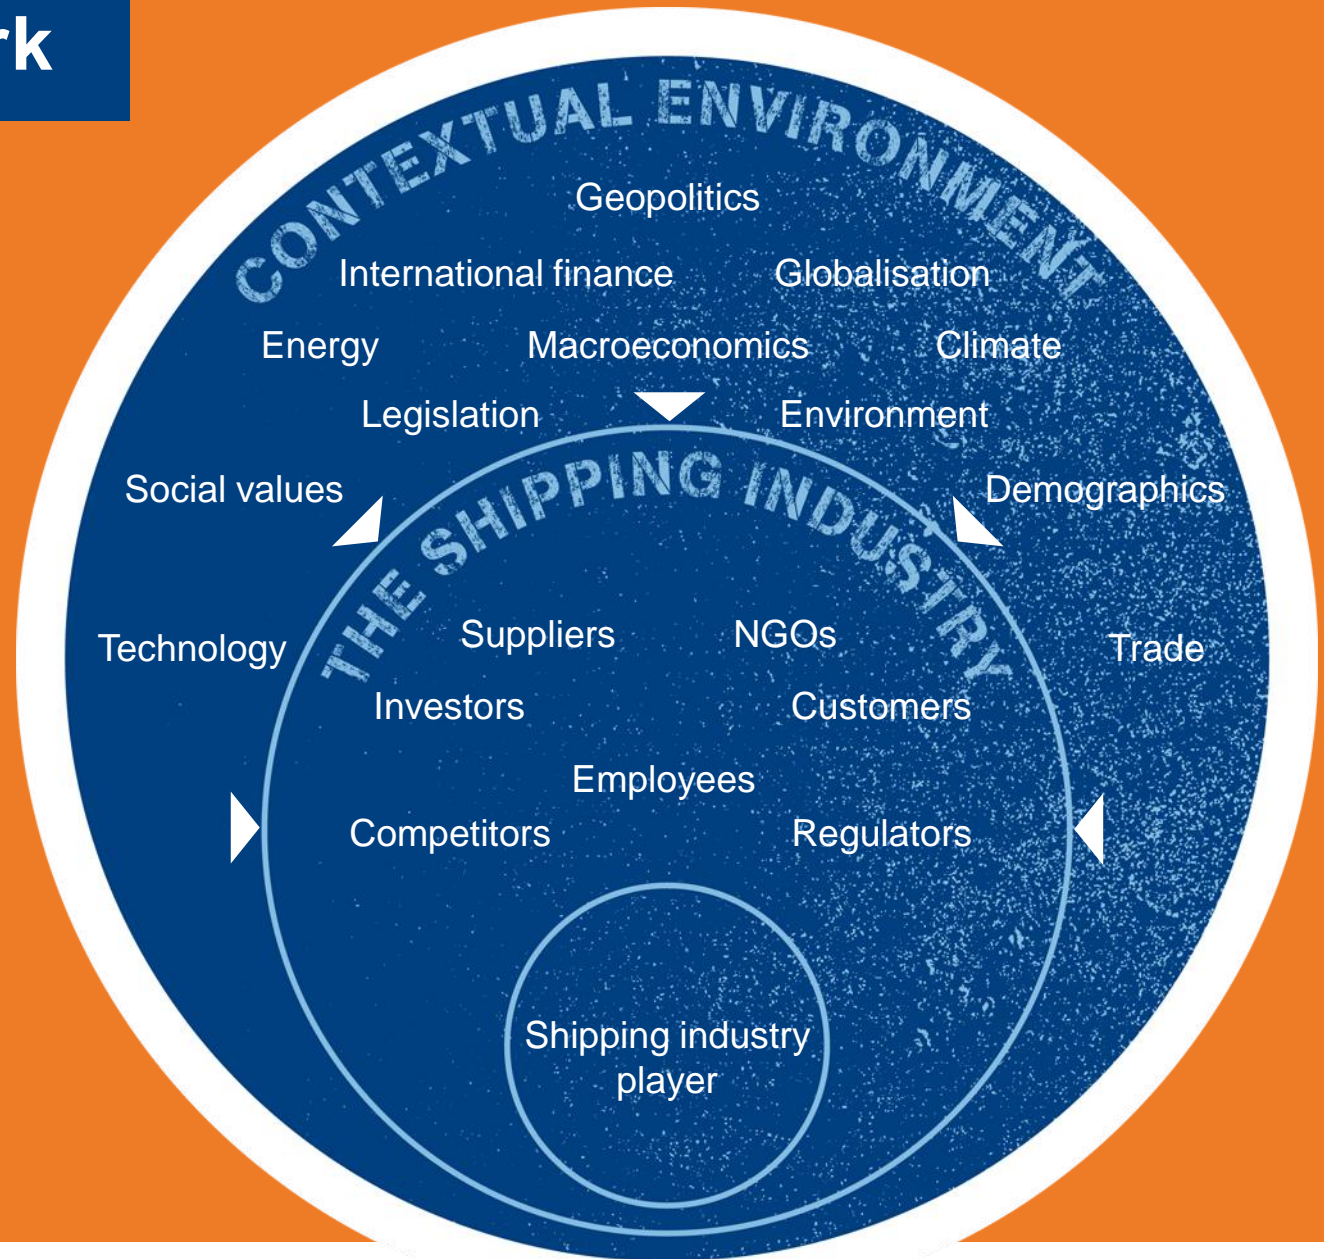 rk
CONTEXTUAL ENVIRONMENT
Geopolitics
International finance
Globalisation
Energy
Macroeconomics
Climate
Legislation
Environment
Social values
Demographics
THE SHIPPING INDUSTRY
Technology
Suppliers
NGOs
Trade
Investors
Customers
Employees
Competitors
Regulators
Shipping industry
player